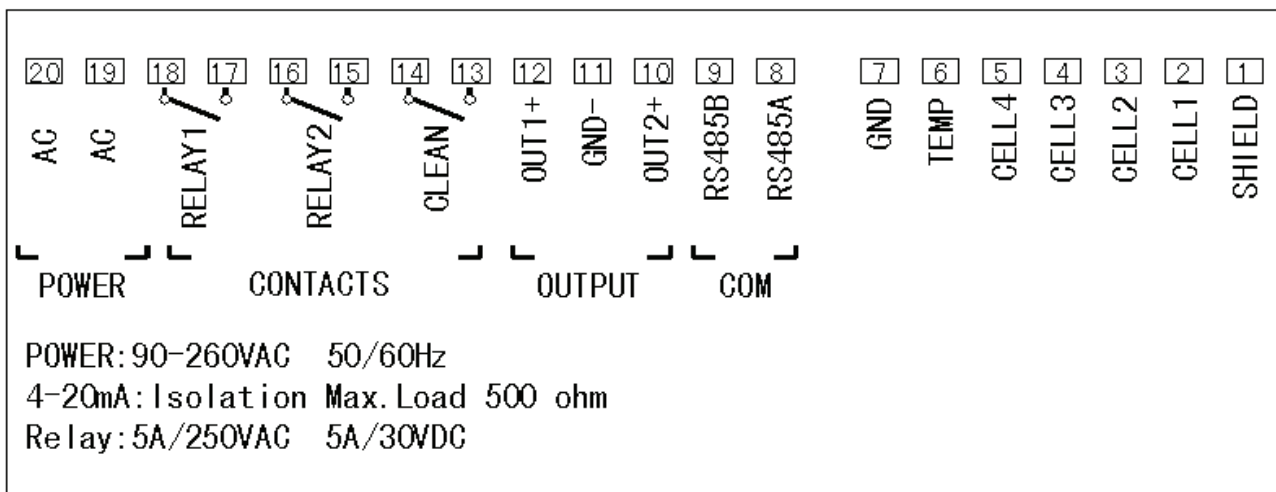 20 19 18 17 16 15 14 13 12 11 10 9 8 7 6 5 4 3 2 1
AC AC RELAY1 RELAY2 CLEAN OUT1+ GND- OUT2+ RS485B RS485A GND TEMP CELL4 CELL3 CELL2 CELL1 SHIELD
POWER CONTACTS OUTPUT COM
POWER:90-260VAC 50/60Hz
4-20mA:Isolation Max.Load 500 ohm
Relay:5A/250VAC 5A/30VDC